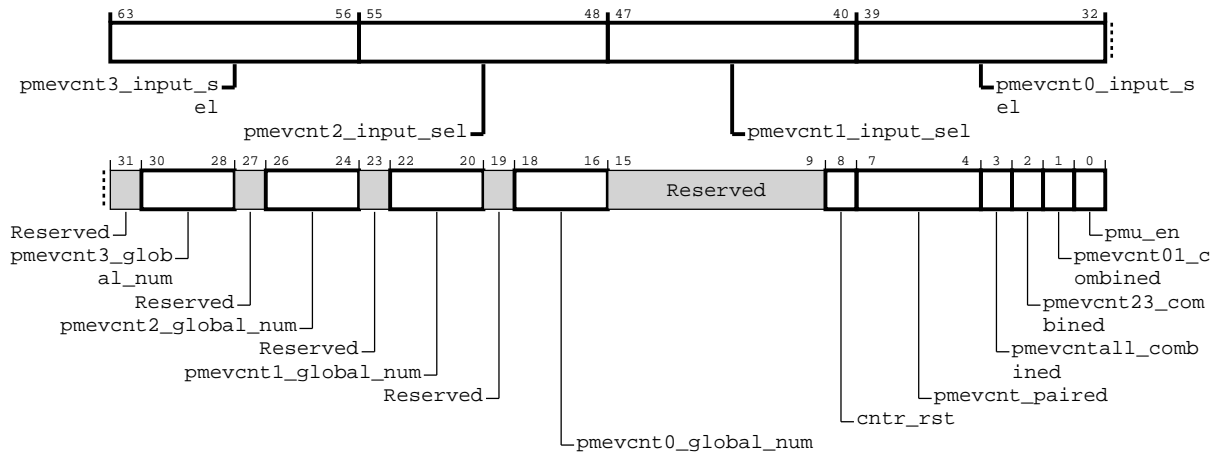 63 56 55 48 47 40 39 32
pmevcnt3_input_s
el
pmevcnt0_input_s
el
pmevcnt2_input_sel
pmevcnt1_input_sel
31 30 28 27 26 24 23 22 20 19 18 16 15 9 8 7 4 3 2 1 0
Reserved
Reserved
pmu_en
pmevcnt3_glob
al_num
pmevcnt01_c
ombined
Reserved
pmevcnt23_com
bined
pmevcnt2_global_num
Reserved
pmevcntall_comb
ined
pmevcnt1_global_num
Reserved
pmevcnt_paired
cntr_rst
pmevcnt0_global_num